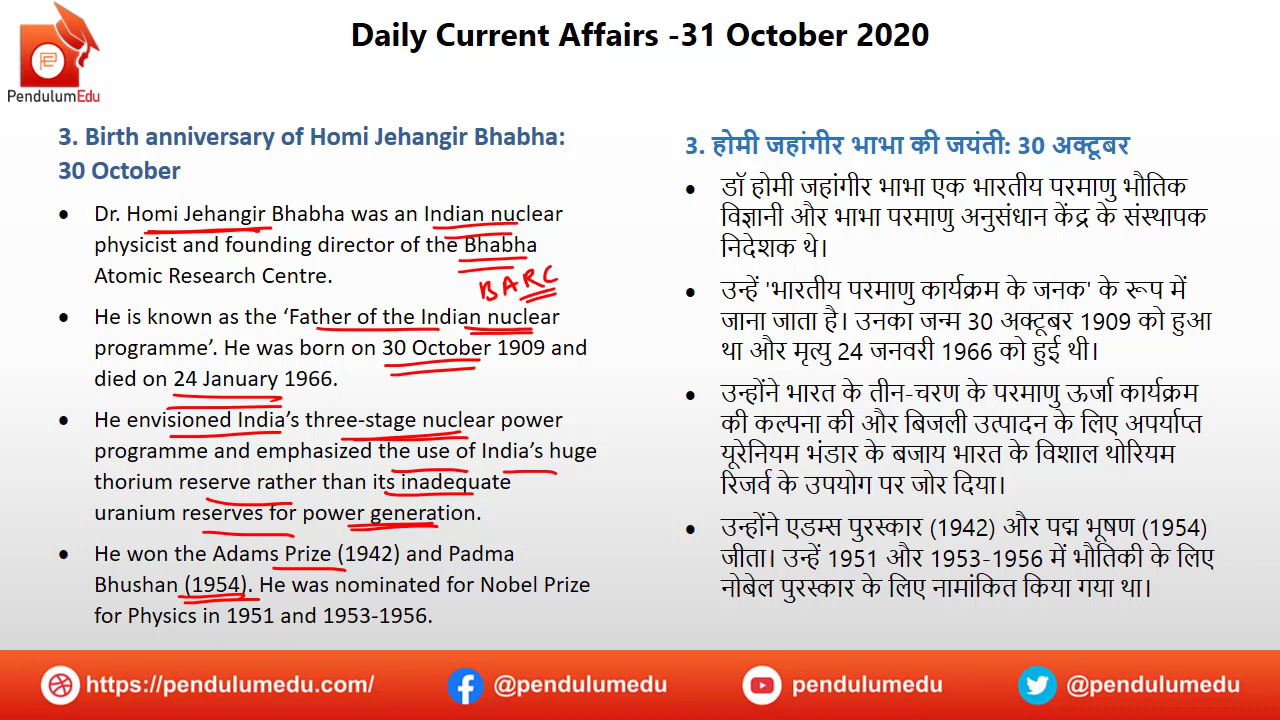 Daily Current Affairs -31 October 2020
PendulumEdu
3. Birth anniversary of Homi Jehangir Bhabha:
30 October
• Dr. Homi Jehangir Bhabha was an Indian nuclear
physicist and founding director of the Bhabha
Atomic Research Centre.
BARC
• He is known as the ‘Father of the Indian nuclear
programme’. He was born on 30 October 1909 and
died on 24 January 1966.
• He envisioned India’s three-stage nuclear power
programme and emphasized the use of India’s huge
thorium reserve rather than its inadequate
uranium reserves for power generation.
• He won the Adams Prize (1942) and Padma
Bhushan (1954). He was nominated for Nobel Prize
for Physics in 1951 and 1953-1956.
3. होमी जहांगीर भाभा की जयंती: 30 अक्टूबर
• डॉ होमी जहांगीर भाभा एक भारतीय परमाणु भौतिक
विज्ञानी और भाभा परमाणु अनुसंधान केंद्र के संस्थापक
निदेशक थे।
• उन्हें 'भारतीय परमाणु कार्यक्रम के जनक' के रूप में
जाना जाता है। उनका जन्म 30 अक्टूबर 1909 को हुआ
था और मृत्यु 24 जनवरी 1966 को हुई थी।
• उन्होंने भारत के तीन-चरण के परमाणु ऊर्जा कार्यक्रम
की कल्पना की और बिजली उत्पादन के लिए अपर्याप्त
यूरेनियम भंडार के बजाय भारत के विशाल थोरियम
रिजर्व के उपयोग पर जोर दिया।
• उन्होंने एडम्स पुरस्कार (1942) और पद्म भूषण (1954)
जीता। उन्हें 1951 और 1953-1956 में भौतिकी के लिए
नोबेल पुरस्कार के लिए नामांकित किया गया था।
https://pendulumedu.com/
@pendulumedu
pendulumedu
@pendulumedu